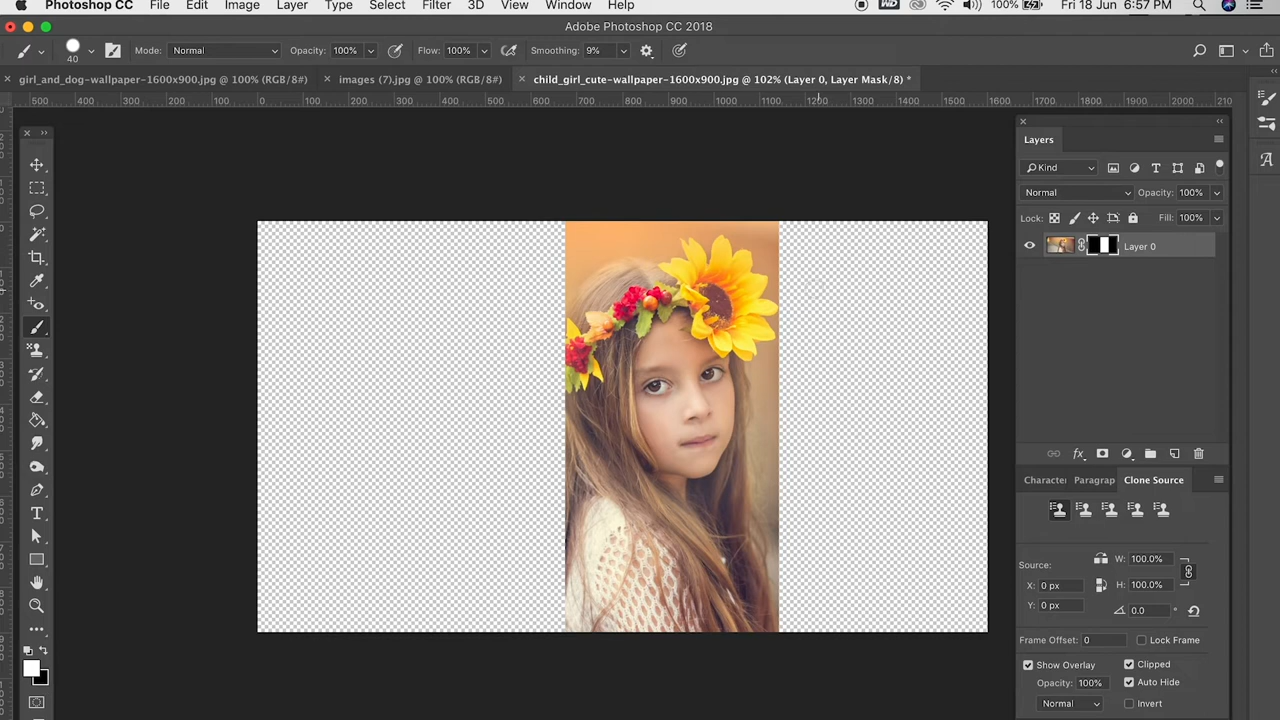 Photoshop CC File Edit Image Layer Type Select Filter 3D View Window Help 100% Fri 18 Jun 6:57 PM
Adobe Photoshop CC 2018
40 Mode: Normal Opacity: 100% Flow: 100% Smoothing: 9%
girl_and_dog-wallpaper-1600x900.jpg @ 100% (RGB/8#) images (7).jpg @ 100% (RGB/8#) child_girl_cute-wallpaper-1600x900.jpg @ 102% (Layer 0, Layer Mask/8) *
500 400 300 200 100 0 100 200 300 400 500 600 700 800 900 1000 1100 1200 1300 1400 1500 1600 1700 1800 1900 2000 210
Layers
Kind
Normal Opacity: 100%
Lock: Fill: 100%
Layer 0
Character Paragrap Clone Source
Source: W: 100.0%
X: 0 px H: 100.0%
Y: 0 px 0.0 °
Frame Offset: 0 Lock Frame
Show Overlay Clipped
Opacity: 100% Auto Hide
Normal Invert